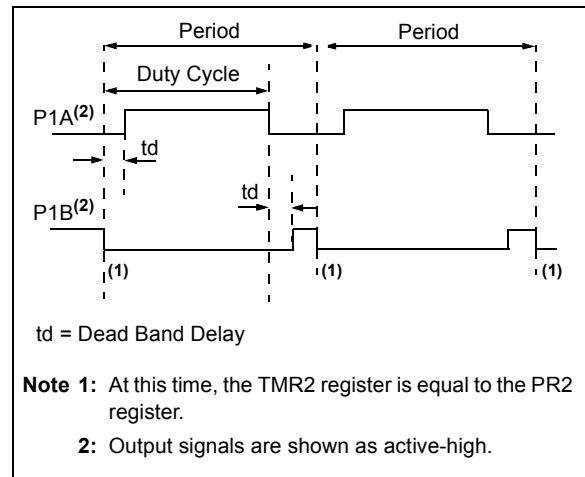 Period Period
Duty Cycle
P1A(2)
td
td
P1B(2)
(1) (1) (1)
td = Dead Band Delay
Note 1: At this time, the TMR2 register is equal to the PR2
register.
2: Output signals are shown as active-high.